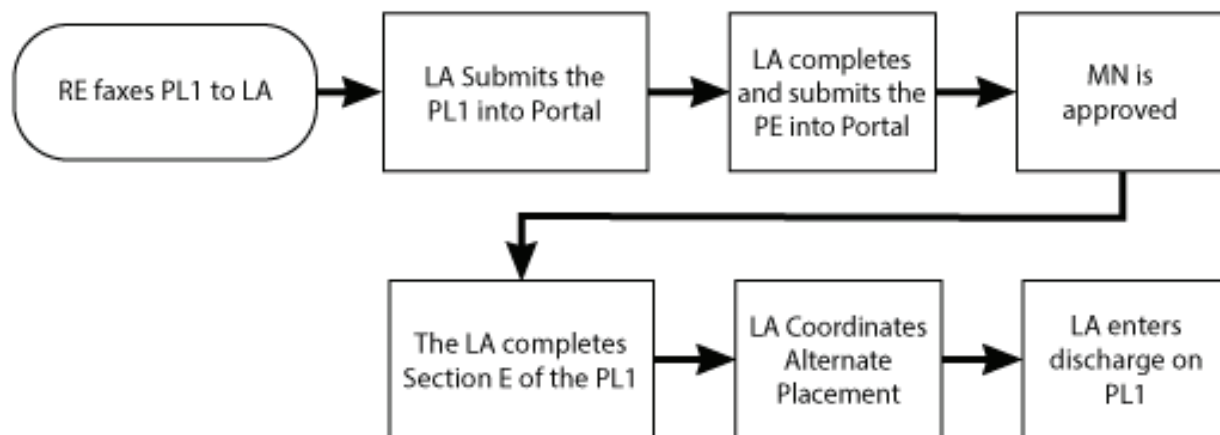 RE faxes PL1 to LA
LA Submits the
PL1 into Portal
LA completes
and submits the
PE into Portal
MN is
approved
The LA completes
Section E of the PL1
LA Coordinates
Alternate
Placement
LA enters
discharge on
PL1